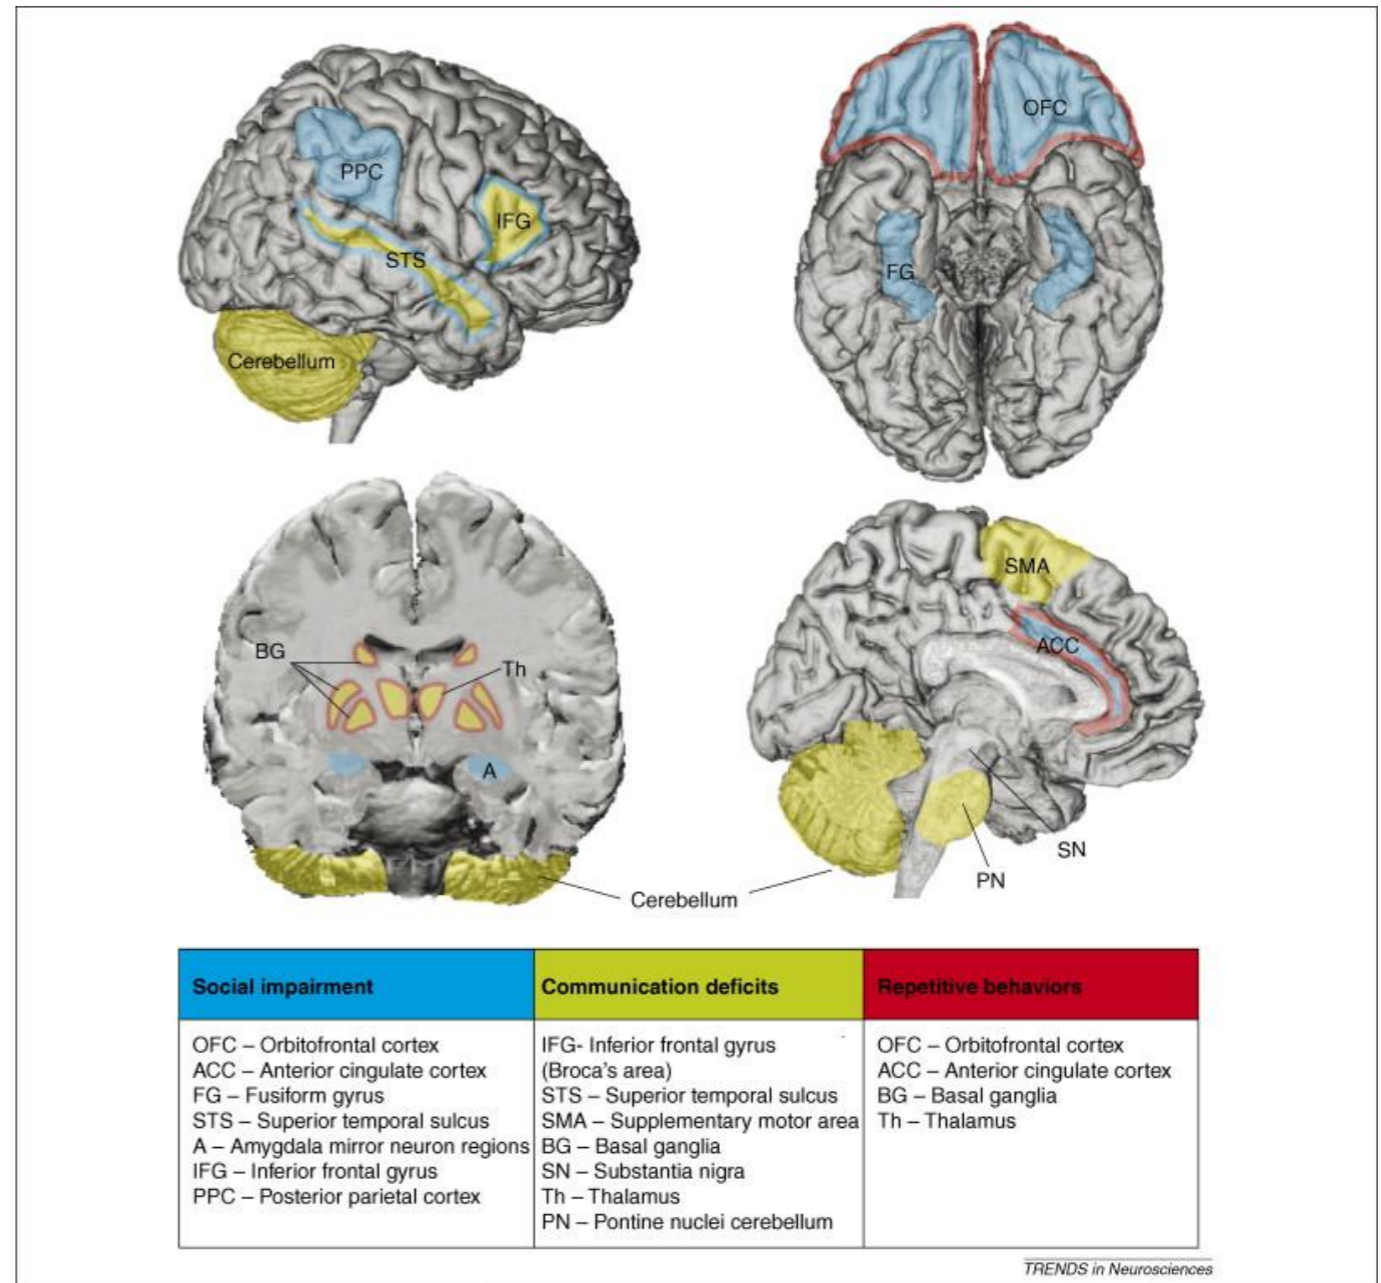 OFC
PPC
IFG
STS
FG
Cerebellum
SMA
BG
ACC
Th
A
SN
PN
Cerebellum
Social impairment
OFC – Orbitofrontal cortex
ACC – Anterior cingulate cortex
FG – Fusiform gyrus
STS – Superior temporal sulcus
A – Amygdala mirror neuron regions
IFG – Inferior frontal gyrus
PPC – Posterior parietal cortex
Communication deficits
IFG- Inferior frontal gyrus
(Broca's area)
STS – Superior temporal sulcus
SMA – Supplementary motor area
BG – Basal ganglia
SN – Substantia nigra
Th – Thalamus
PN – Pontine nuclei cerebellum
Repetitive behaviors
OFC – Orbitofrontal cortex
ACC – Anterior cingulate cortex
BG – Basal ganglia
Th – Thalamus
TRENDS in Neurosciences